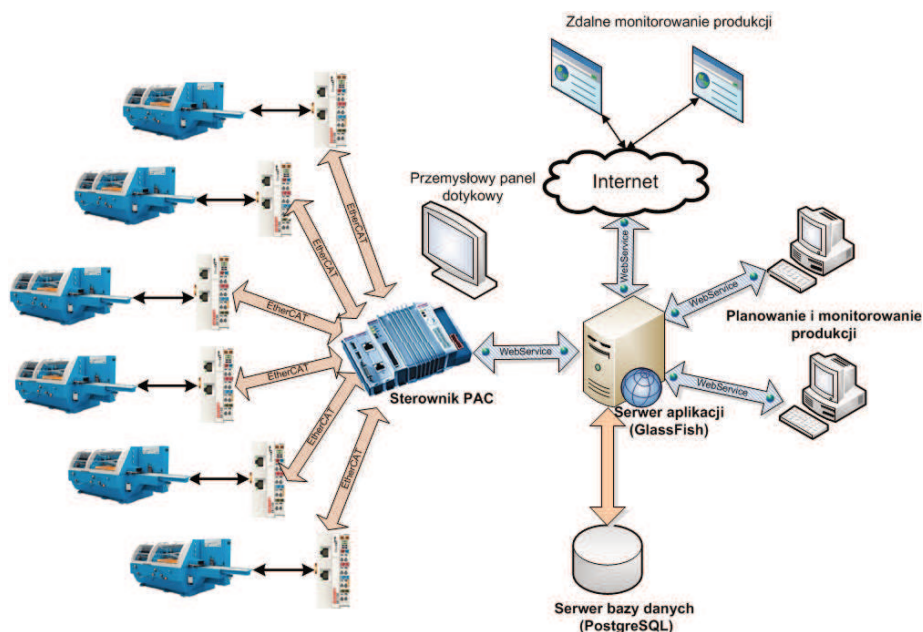 Zdalne monitorowanie produkcji
Internet
Przemysłowy panel
dotykowy
EtherCAT
EtherCAT
EtherCAT
EtherCAT
EtherCAT
EtherCAT
WebService
WebService
WebService
WebService
Planowanie i monitorowanie
produkcji
Sterownik PAC
Serwer aplikacji
(GlassFish)
Serwer bazy danych
(PostgreSQL)